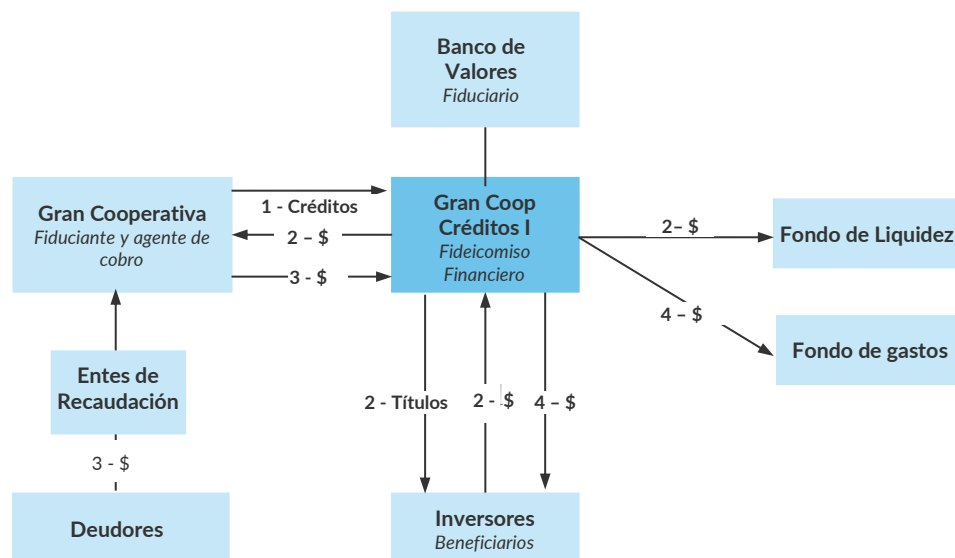 Banco de
Valores
Fiduciario
Gran Cooperativa
Fiduciante y agente de
cobro
1 - Créditos
2 – $
3 - $
Gran Coop
Créditos I
Fideicomiso
Financiero
2– $
Fondo de Liquidez
4 – $
Fondo de gastos
Entes de
Recaudación
2 - Títulos
2 - $
4 – $
3 - $
Deudores
Inversores
Beneficiarios